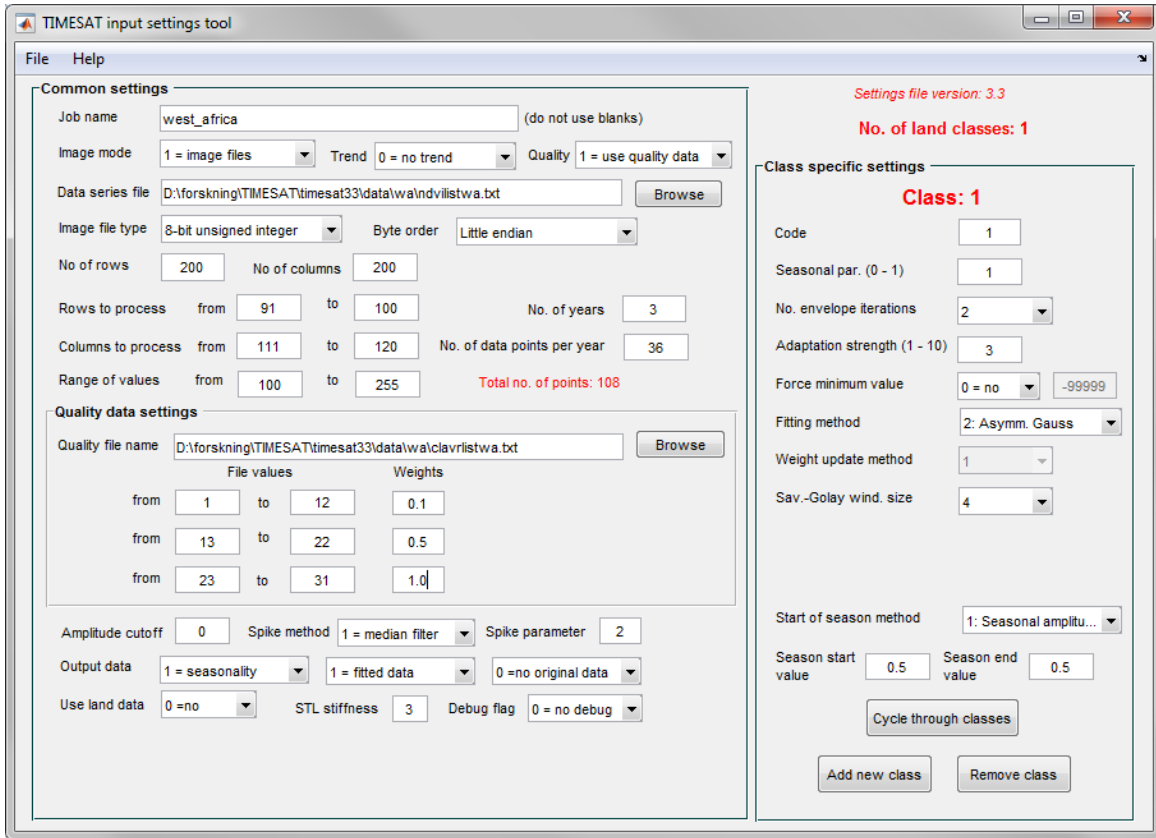 TIMESAT input settings tool
File Help
Common settings
Job name west_africa (do not use blanks)
Image mode 1 = image files Trend 0 = no trend Quality 1 = use quality data
Data series file D:\forskning\TIMESAT\timesat33\data\wa\ndvilistwa.txt Browse
Image file type 8-bit unsigned integer Byte order Little endian
No of rows 200 No of columns 200
Rows to process from 91 to 100 No. of years 3
Columns to process from 111 to 120 No. of data points per year 36
Range of values from 100 to 255 Total no. of points: 108
Quality data settings
Quality file name D:\forskning\TIMESAT\timesat33\data\wa\clavrlistwa.txt Browse
File values Weights
from 1 to 12 0.1
from 13 to 22 0.5
from 23 to 31 1.0
Amplitude cutoff 0 Spike method 1 = median filter Spike parameter 2
Output data 1 = seasonality 1 = fitted data 0 =no original data
Use land data 0 =no STL stiffness 3 Debug flag 0 = no debug
Settings file version: 3.3
No. of land classes: 1
Class specific settings
Class: 1
Code 1
Seasonal par. (0 - 1) 1
No. envelope iterations 2
Adaptation strength (1 - 10) 3
Force minimum value 0 = no -99999
Fitting method 2: Asymm. Gauss
Weight update method 1
Sav.-Golay wind. size 4
Start of season method 1: Seasonal amplitu...
Season start value 0.5 Season end value 0.5
Cycle through classes
Add new class Remove class